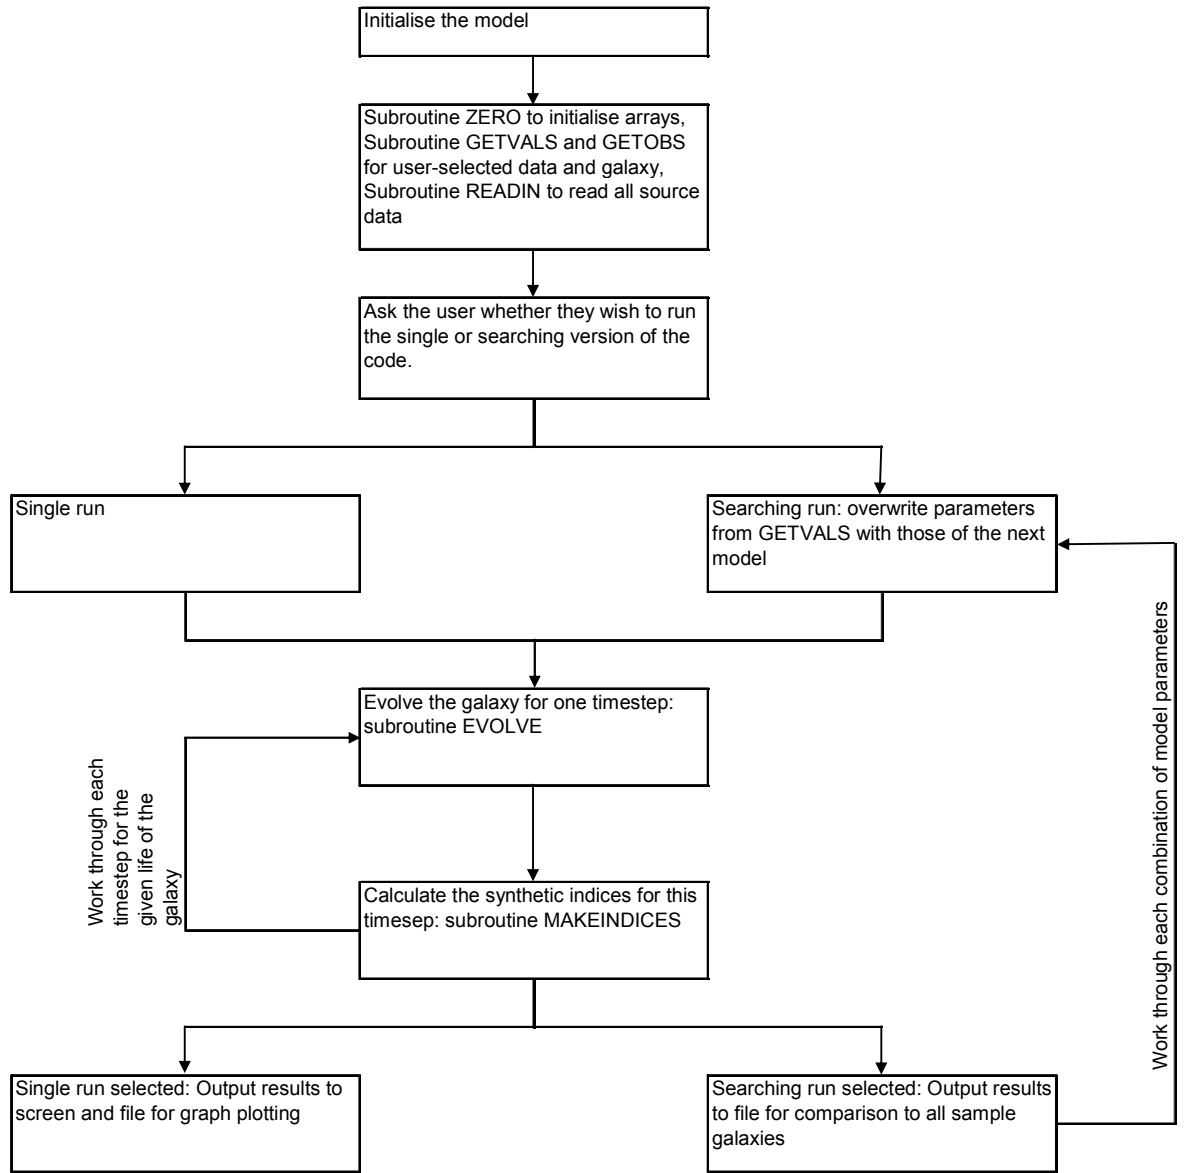 Initialise the model
Subroutine ZERO to initialise arrays,
Subroutine GETVALS and GETOBS
for user-selected data and galaxy,
Subroutine READIN to read all source
data
Ask the user whether they wish to run
the single or searching version of the
code.
Single run
Searching run: overwrite parameters
from GETVALS with those of the next
model
Evolve the galaxy for one timestep:
subroutine EVOLVE
Work through each
timestep for the
given life of the
galaxy
Calculate the synthetic indices for this
timesep: subroutine MAKEINDICES
Work through each combination of model parameters
Single run selected: Output results to
screen and file for graph plotting
Searching run selected: Output results
to file for comparison to all sample
galaxies